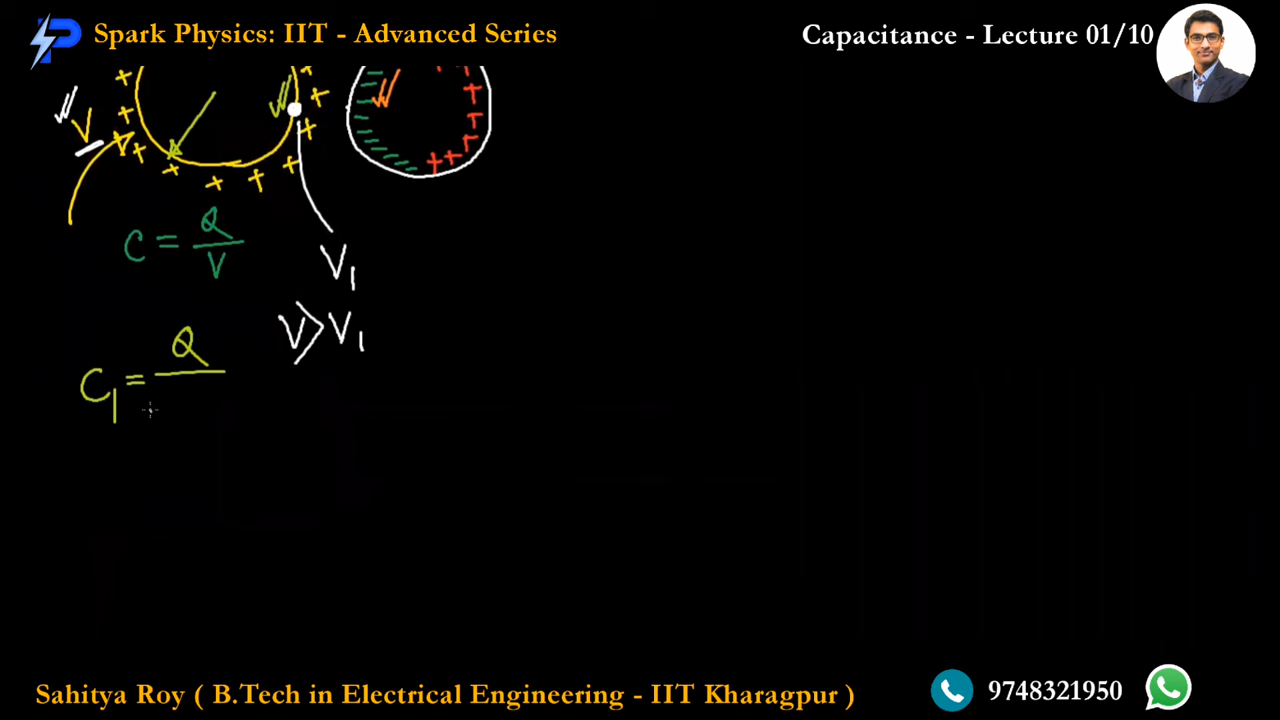 Spark Physics: IIT - Advanced Series
Capacitance - Lecture 01/10
V
C = Q/V
V₁
V > V₁
C₁ = Q
Sahitya Roy ( B.Tech in Electrical Engineering - IIT Kharagpur )
9748321950